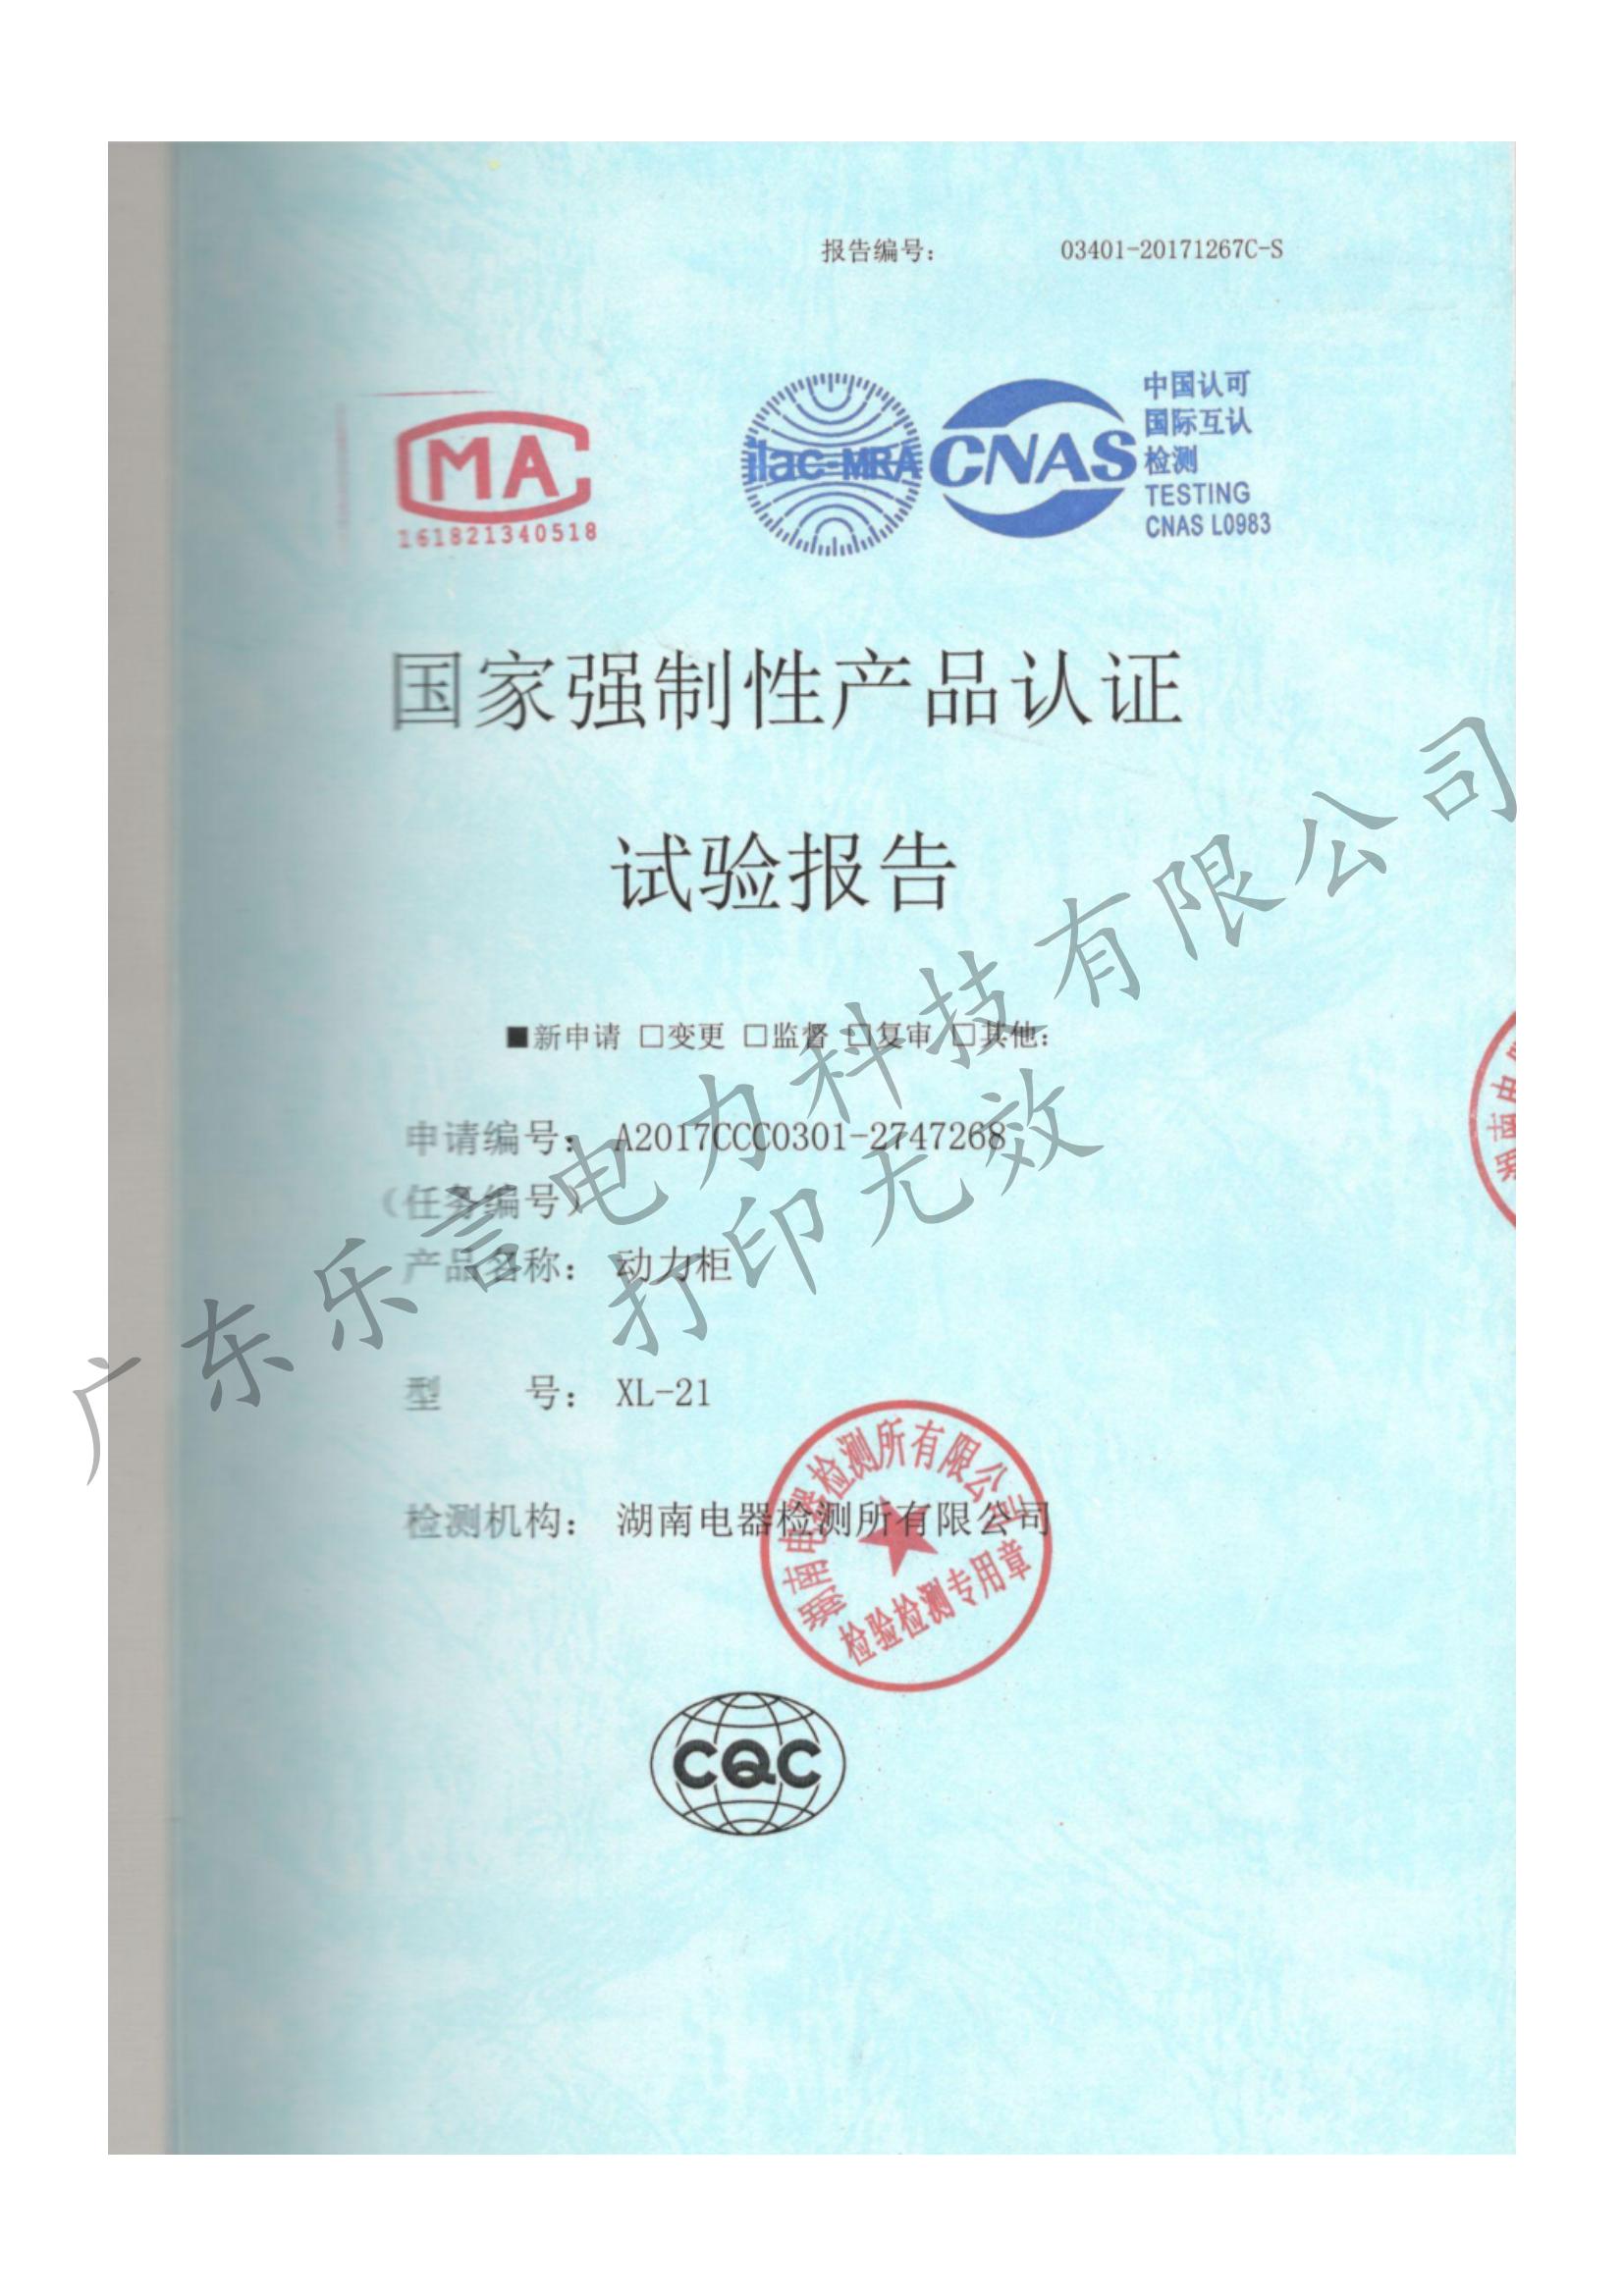 报告编号： 03401-20171267C-S
MA
161821340518
ilac-MRA
CNAS
中国认可
国际互认
检测
TESTING
CNAS L0983
国家强制性产品认证
试验报告
■新申请 □变更 □监督 □复审 □其他：
申请编号： A2017CCC0301-2747268
（任务编号）
产品名称： 动力柜
型 号： XL-21
检测机构： 湖南电器检测所有限公司
湖南电器检测所有限公司
检验检测专用章
CQC
广东乐言电力科技有限公司
打印无效
湖南电